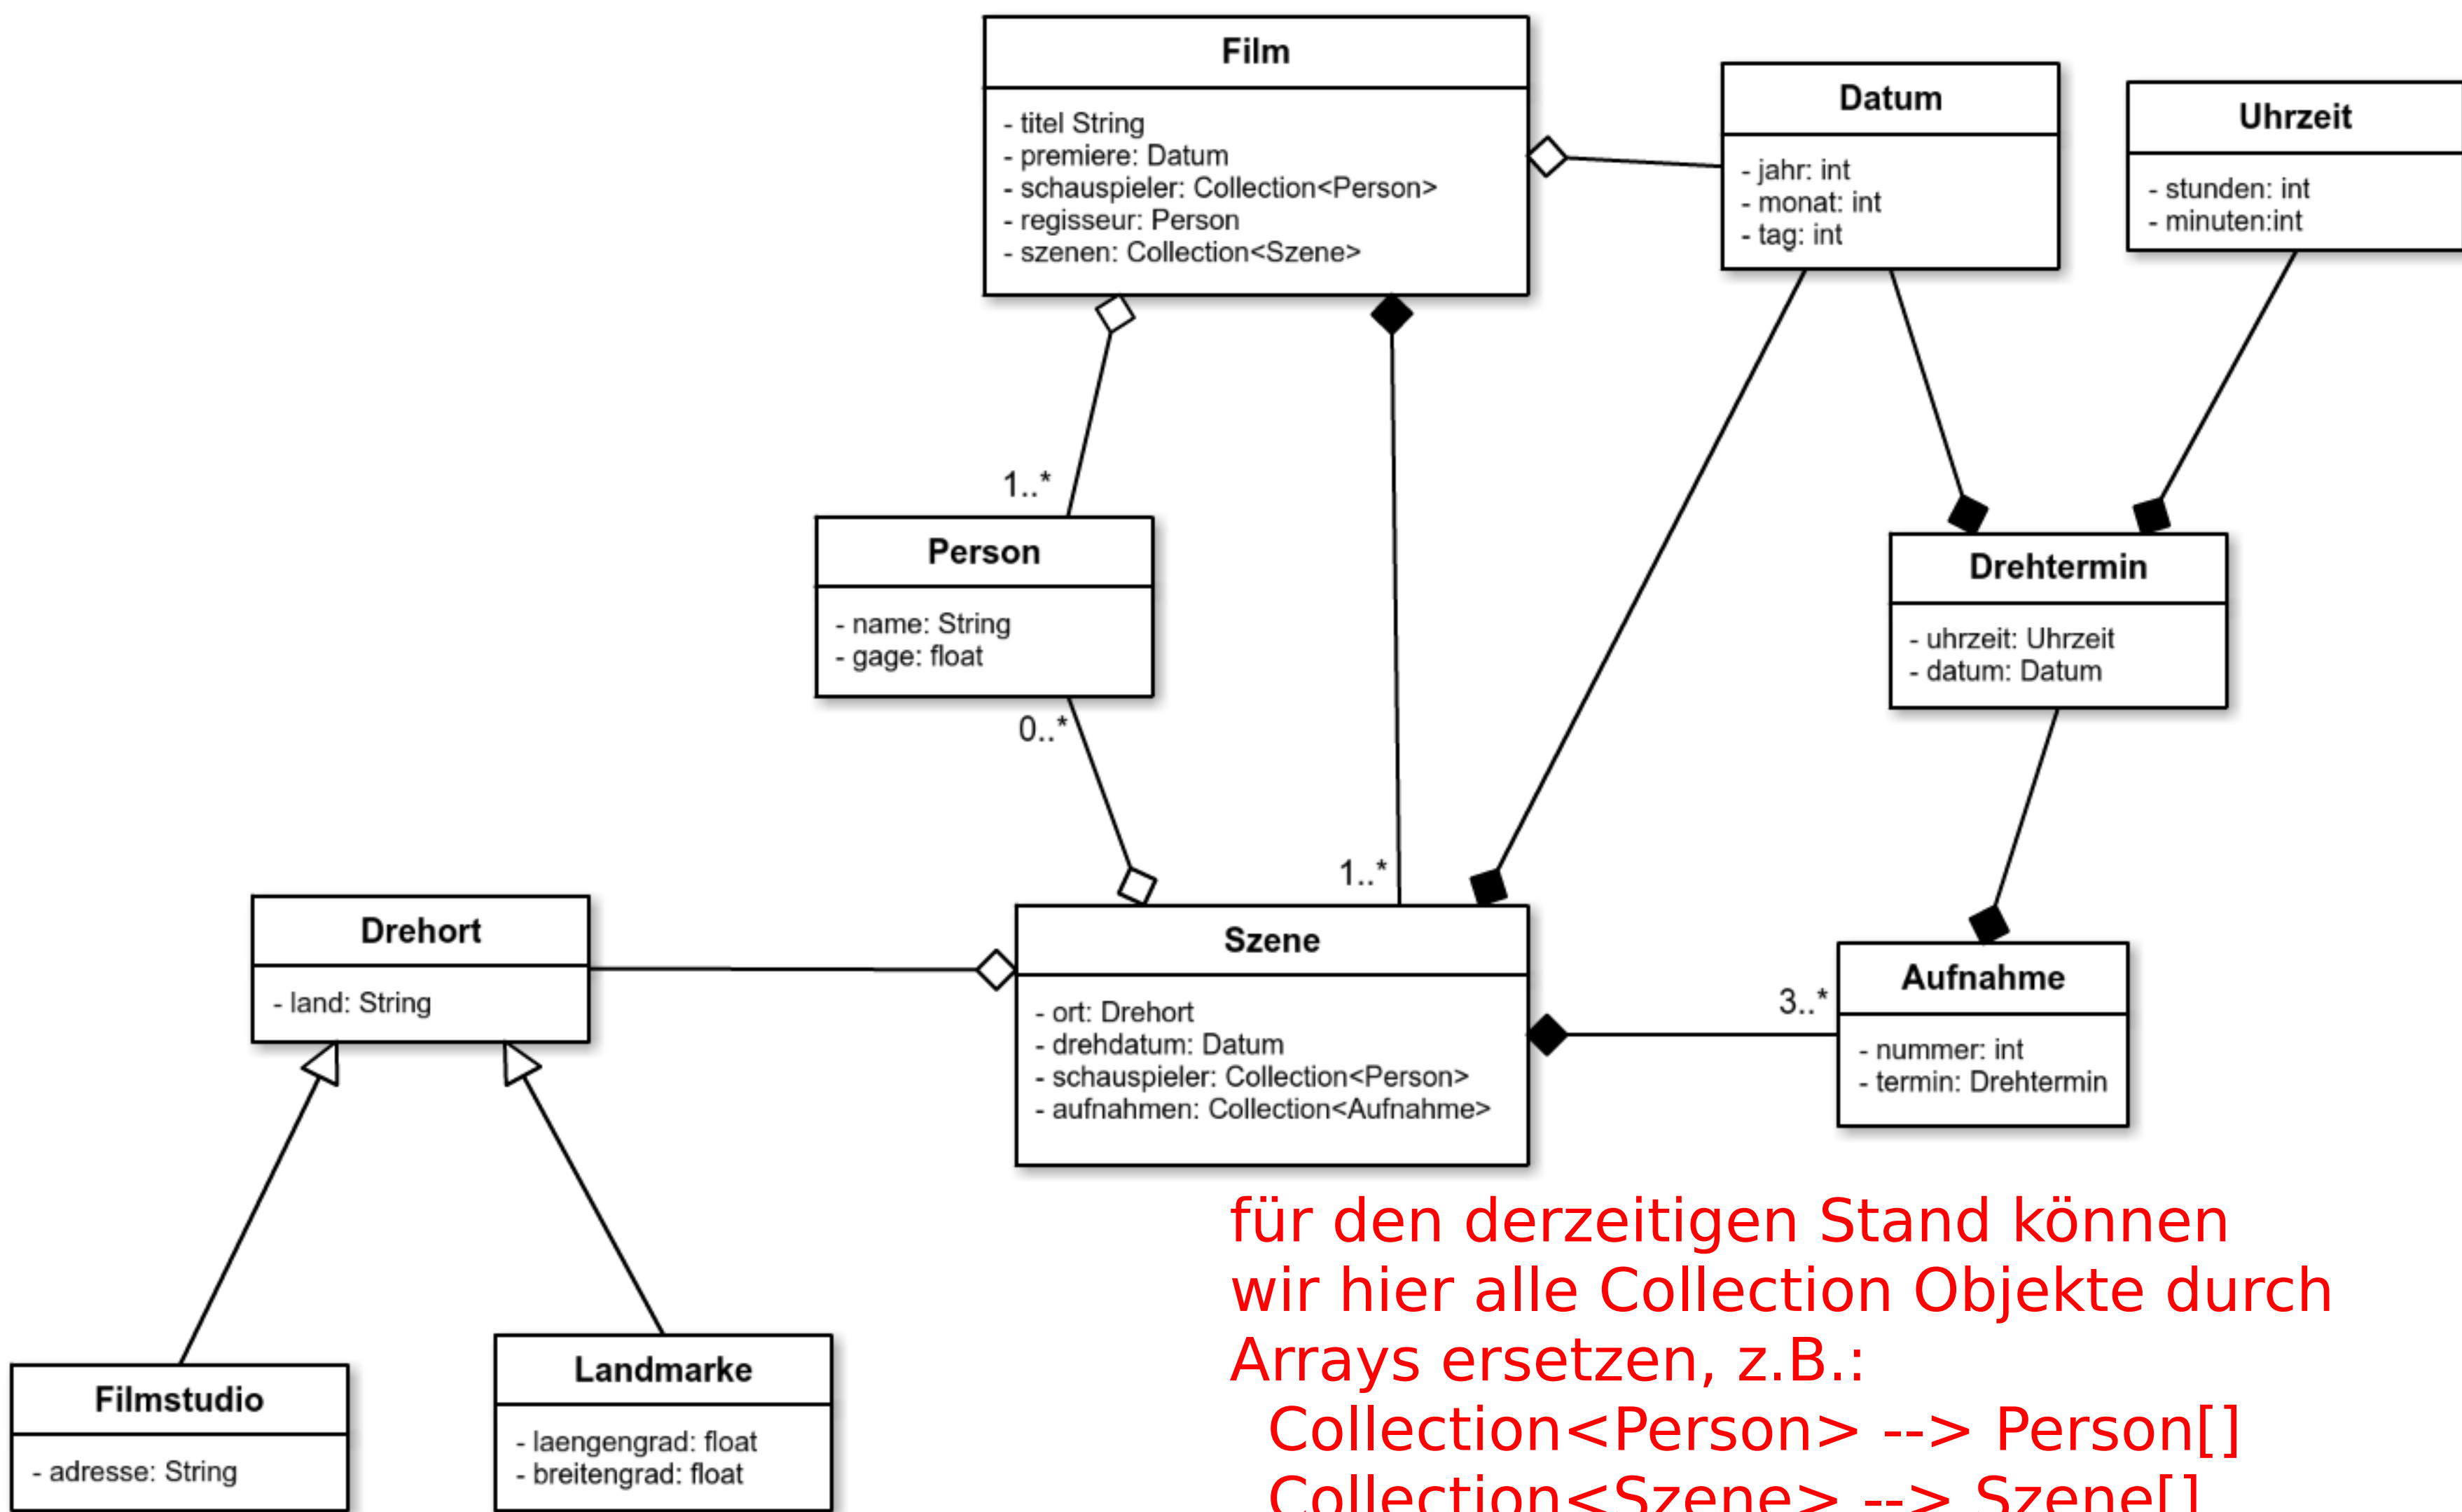 Film
- titel String
- premiere: Datum
- schauspieler: Collection<Person>
- regisseur: Person
- szenen: Collection<Szene>
Datum
- jahr: int
- monat: int
- tag: int
Uhrzeit
- stunden: int
- minuten:int
1..*
Person
- name: String
- gage: float
0..*
Drehtermin
- uhrzeit: Uhrzeit
- datum: Datum
1..*
Drehort
- land: String
Szene
- ort: Drehort
- drehdatum: Datum
- schauspieler: Collection<Person>
- aufnahmen: Collection<Aufnahme>
3..*
Aufnahme
- nummer: int
- termin: Drehtermin
Filmstudio
- adresse: String
Landmarke
- laengengrad: float
- breitengrad: float
für den derzeitigen Stand können
wir hier alle Collection Objekte durch
Arrays ersetzen, z.B.:
Collection<Person> --> Person[]
Collection<Szene> --> Szene[]